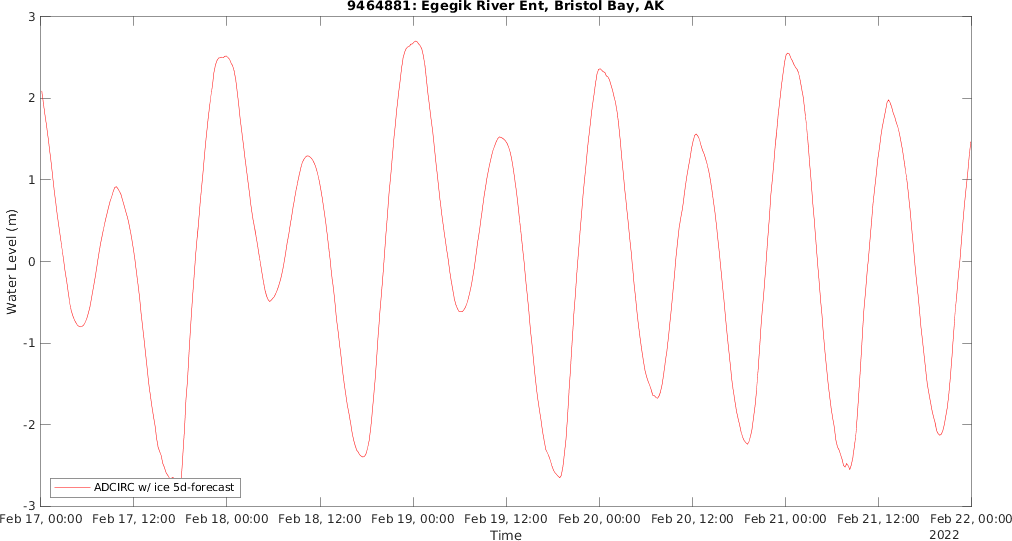 9464881: Egegik River Ent, Bristol Bay, AK
3
2
1
0
-1
-2
-3
Water Level (m)
ADCIRC w/ ice 5d-forecast
Feb 17, 00:00 Feb 17, 12:00 Feb 18, 00:00 Feb 18, 12:00 Feb 19, 00:00 Feb 19, 12:00 Feb 20, 00:00 Feb 20, 12:00 Feb 21, 00:00 Feb 21, 12:00 Feb 22, 00:00
Time
2022